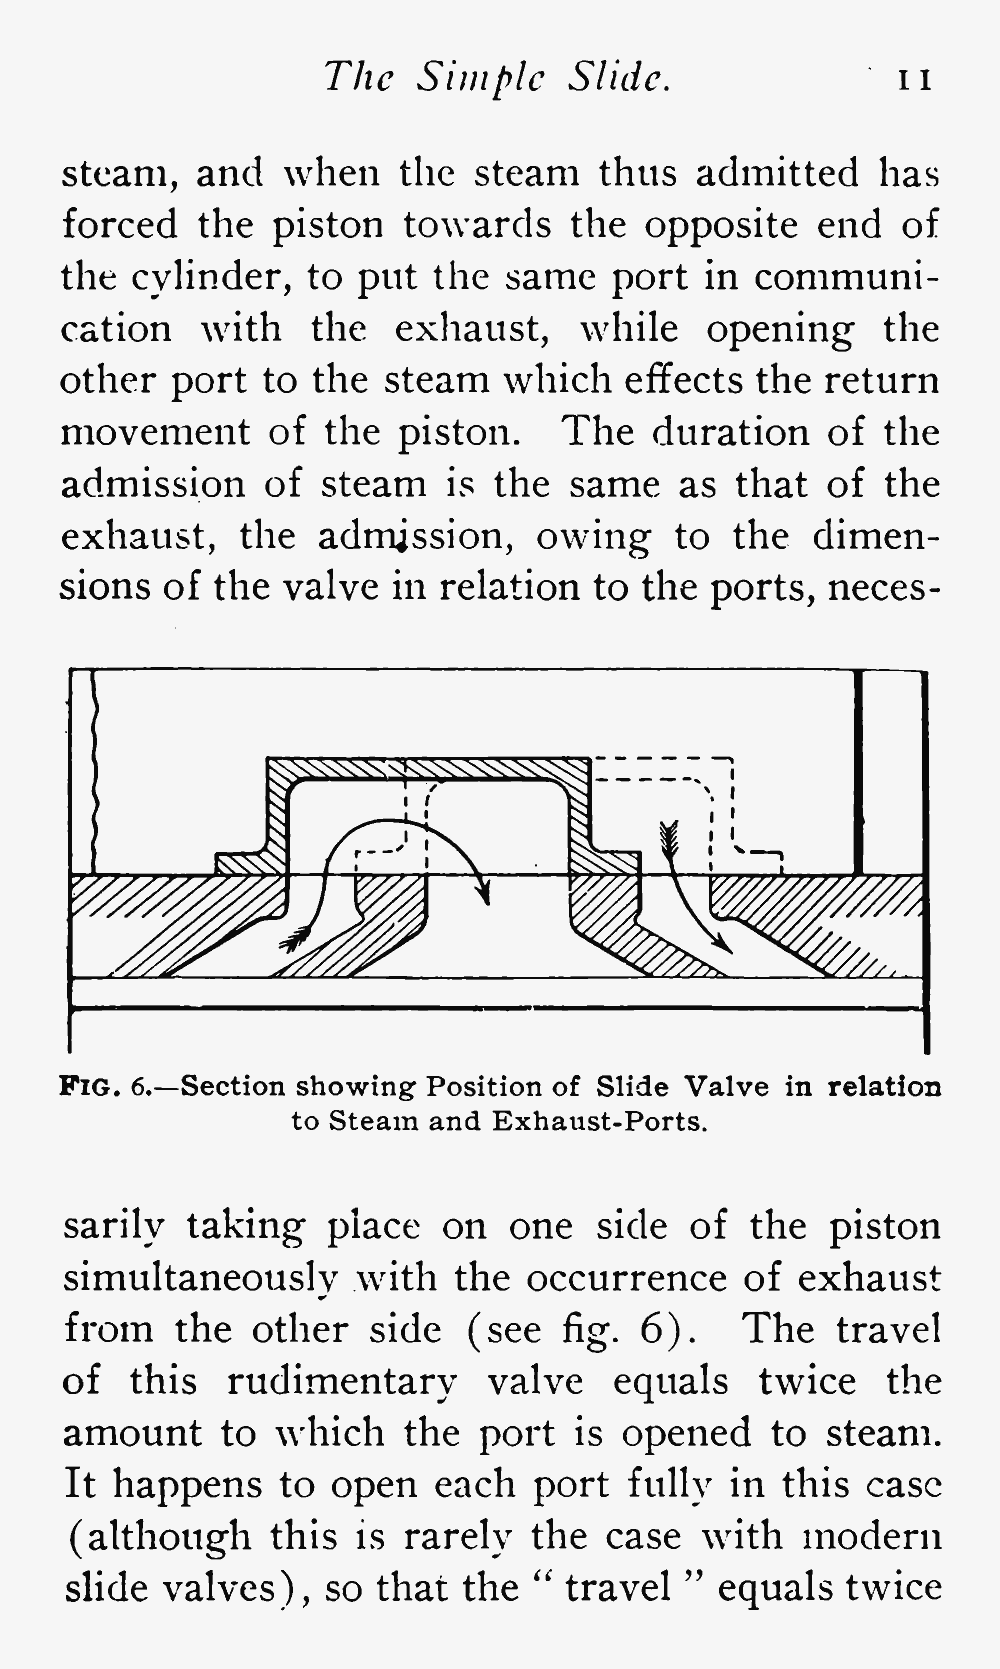 The Simple Slide. 11
steam, and when the steam thus admitted has
forced the piston towards the opposite end of
the cylinder, to put the same port in communi-
cation with the exhaust, while opening the
other port to the steam which effects the return
movement of the piston. The duration of the
admission of steam is the same as that of the
exhaust, the admission, owing to the dimen-
sions of the valve in relation to the ports, neces-
FIG. 6.—Section showing Position of Slide Valve in relation
to Steam and Exhaust-Ports.
sarily taking place on one side of the piston
simultaneously with the occurrence of exhaust
from the other side (see fig. 6). The travel
of this rudimentary valve equals twice the
amount to which the port is opened to steam.
It happens to open each port fully in this case
(although this is rarely the case with modern
slide valves), so that the “ travel ” equals twice